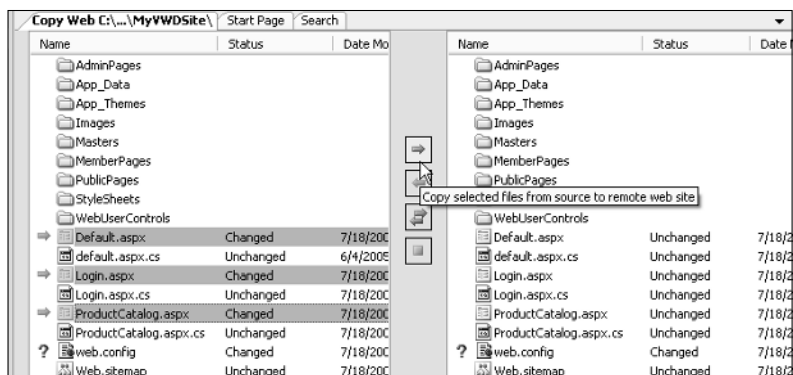 Copy Web C:\...\MyVWDSite\ Start Page Search
Name Status Date Mo
AdminPages
App_Data
App_Themes
Images
Masters
MemberPages
PublicPages
StyleSheets
WebUserControls
Default.aspx Changed 7/18/200
default.aspx.cs Unchanged 6/4/2005
Login.aspx Changed 7/18/200
Login.aspx.cs Unchanged 7/18/200
ProductCatalog.aspx Changed 7/18/200
ProductCatalog.aspx.cs Unchanged 7/18/200
? web.config Changed 7/18/200
Web.sitemap Unchanged 7/18/200
Name Status Date
AdminPages
App_Data
App_Themes
Images
Masters
MemberPages
PublicPages
Copy selected files from source to remote web site
WebUserControls
Default.aspx Unchanged 7/18/2
default.aspx.cs Unchanged 7/18/2
Login.aspx Unchanged 7/18/2
Login.aspx.cs Unchanged 7/18/2
ProductCatalog.aspx Unchanged 7/18/2
ProductCatalog.aspx.cs Unchanged 7/18/2
? web.config Changed 7/18/2
Web.sitemap Unchanged 7/18/2